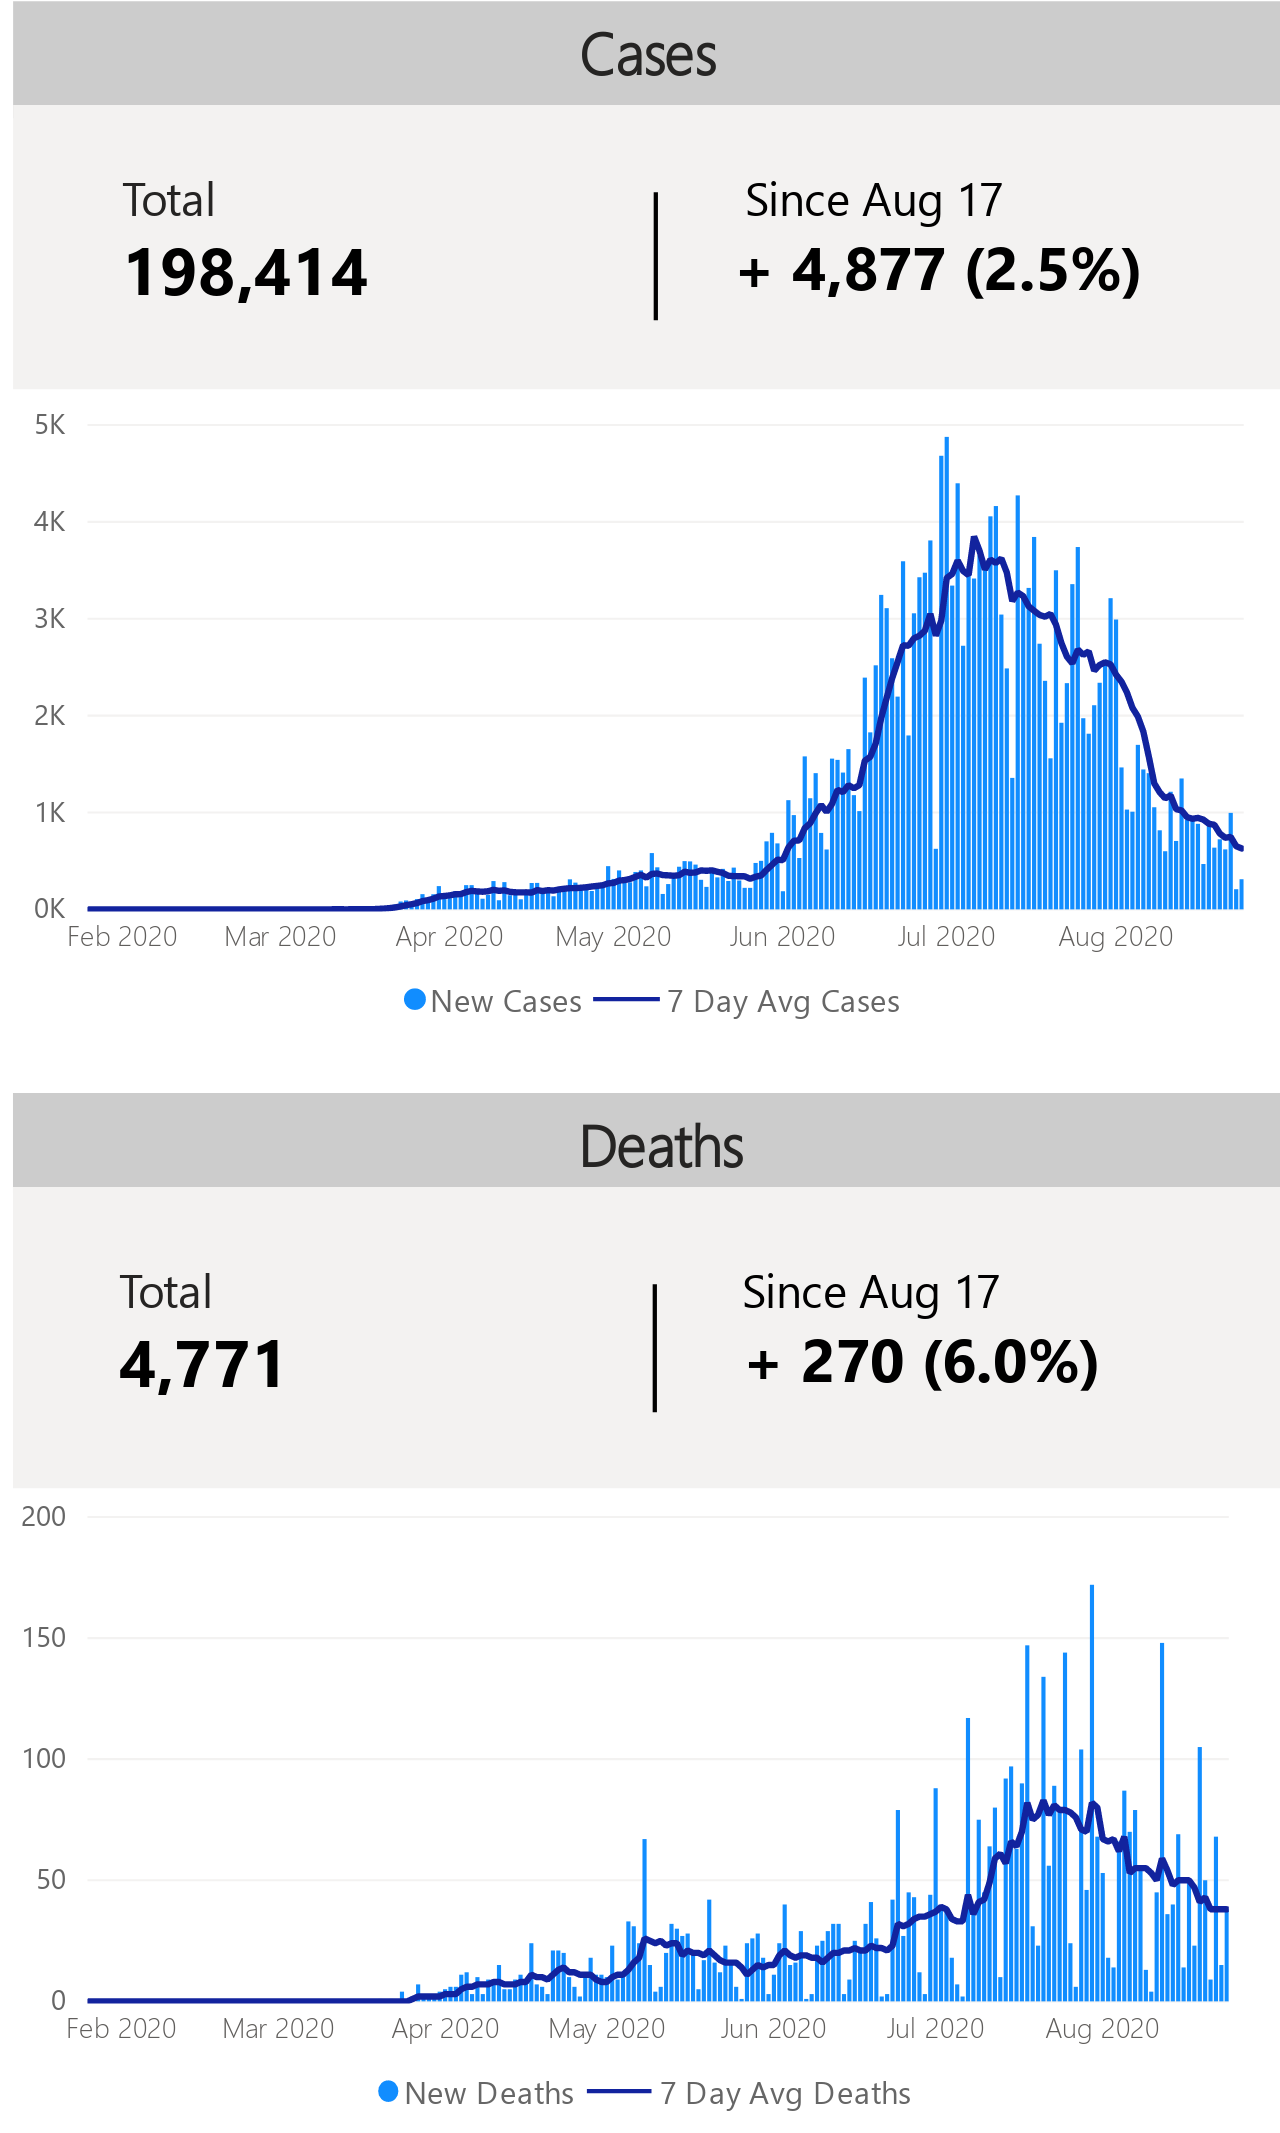 Cases
Total
Since Aug 17
198,414
+ 4,877 (2.5%)
5K
4K
3K
2K
1K
0K
Feb 2020 Mar 2020 Apr 2020 May 2020 Jun 2020 Jul 2020 Aug 2020
New Cases 7 Day Avg Cases
Deaths
Total
Since Aug 17
4,771
+ 270 (6.0%)
200
150
100
50
0
Feb 2020 Mar 2020 Apr 2020 May 2020 Jun 2020 Jul 2020 Aug 2020
New Deaths 7 Day Avg Deaths